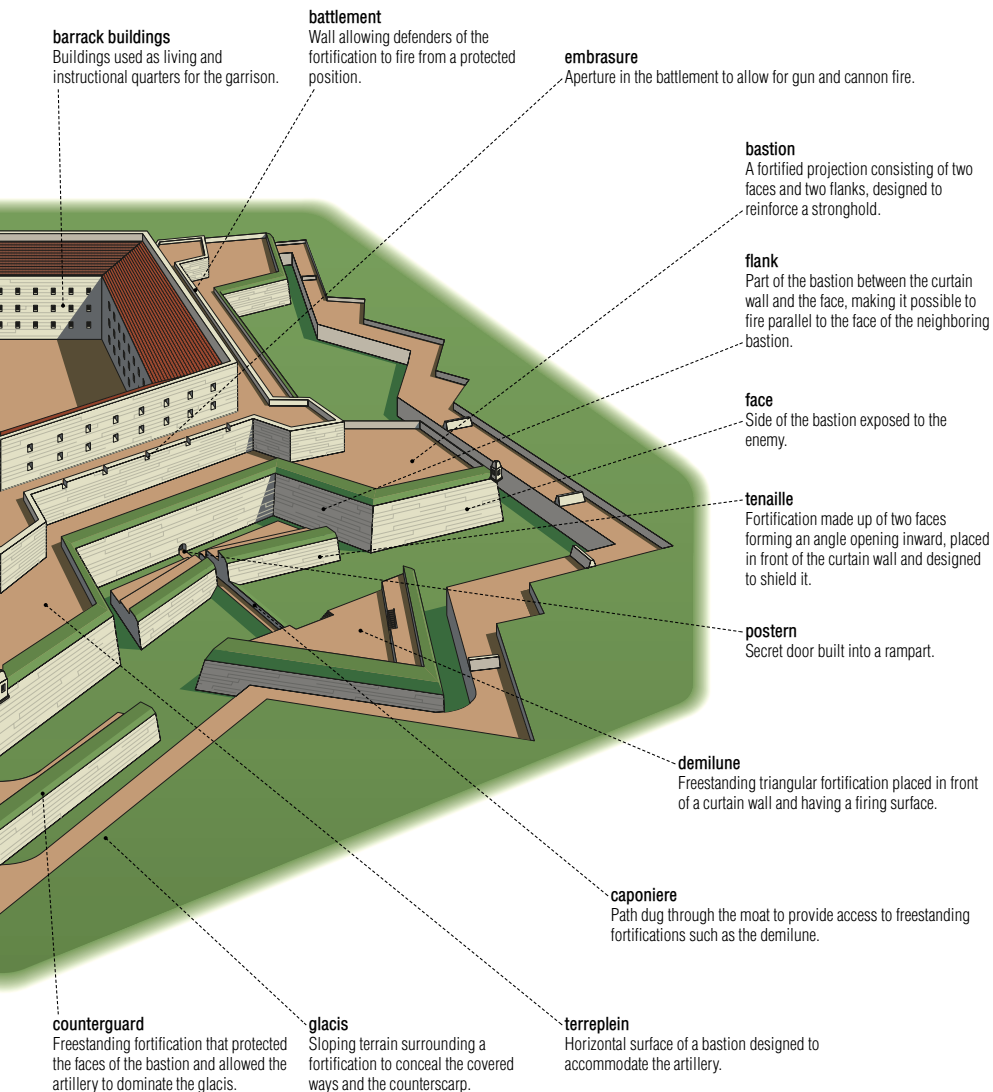 barrack buildings
Buildings used as living and
instructional quarters for the garrison.
battlement
Wall allowing defenders of the
fortification to fire from a protected
position.
embrasure
Aperture in the battlement to allow for gun and cannon fire.
bastion
A fortified projection consisting of two
faces and two flanks, designed to
reinforce a stronghold.
flank
Part of the bastion between the curtain
wall and the face, making it possible to
fire parallel to the face of the neighboring
bastion.
face
Side of the bastion exposed to the
enemy.
tenaille
Fortification made up of two faces
forming an angle opening inward, placed
in front of the curtain wall and designed
to shield it.
postern
Secret door built into a rampart.
demilune
Freestanding triangular fortification placed in front
of a curtain wall and having a firing surface.
caponiere
Path dug through the moat to provide access to freestanding
fortifications such as the demilune.
counterguard
Freestanding fortification that protected
the faces of the bastion and allowed the
artillery to dominate the glacis.
glacis
Sloping terrain surrounding a
fortification to conceal the covered
ways and the counterscarp.
terreplein
Horizontal surface of a bastion designed to
accommodate the artillery.